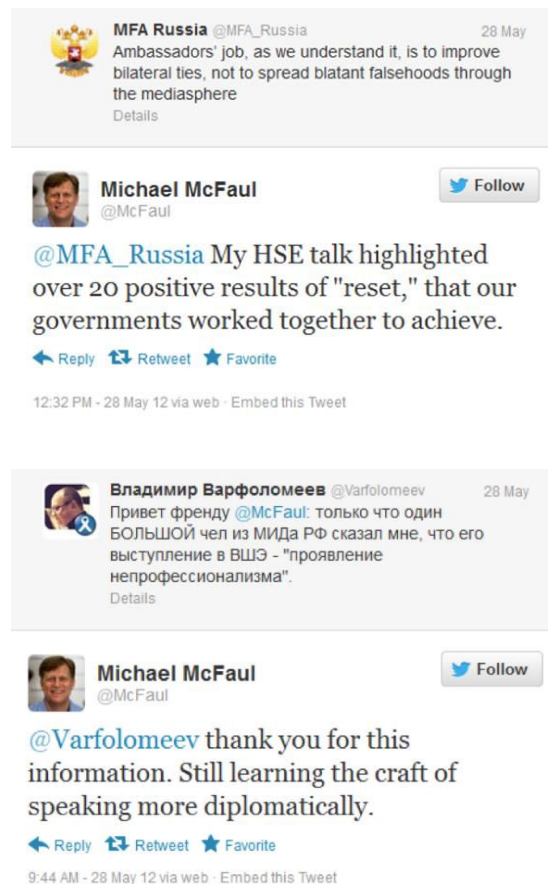 MFA Russia @MFA_Russia 28 May
Ambassadors' job, as we understand it, is to improve
bilateral ties, not to spread blatant falsehoods through
the mediasphere
Details
Michael McFaul
@McFaul
Follow
@MFA_Russia My HSE talk highlighted
over 20 positive results of "reset," that our
governments worked together to achieve.
Reply Retweet Favorite
12:32 PM - 28 May 12 via web · Embed this Tweet
Владимир Варфоломеев @Varfolomeev 28 May
Привет френду @McFaul: только что один
БОЛЬШОЙ чел из МИДа РФ сказал мне, что его
выступление в ВШЭ - "проявление
непрофессионализма".
Details
Michael McFaul
@McFaul
Follow
@Varfolomeev thank you for this
information. Still learning the craft of
speaking more diplomatically.
Reply Retweet Favorite
9:44 AM - 28 May 12 via web · Embed this Tweet